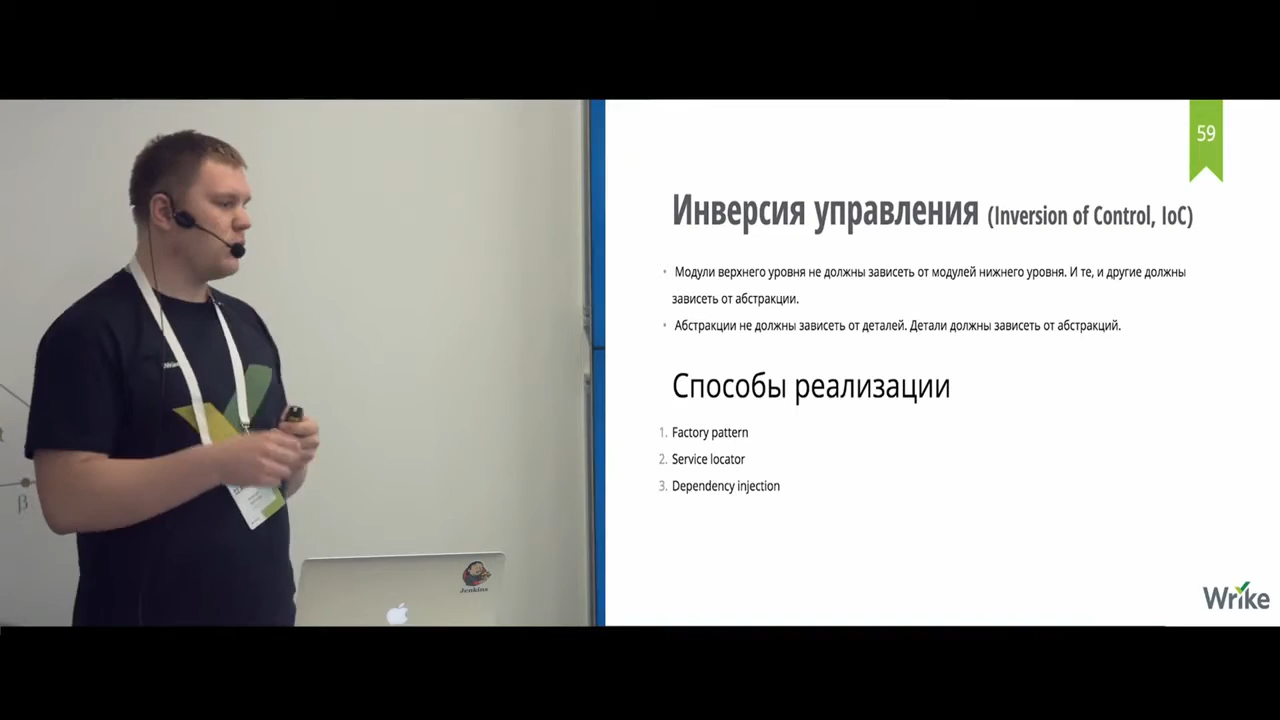 59
Инверсия управления (Inversion of Control, IoC)
Модули верхнего уровня не должны зависеть от модулей нижнего уровня. И те, и другие должны
зависеть от абстракции.
Абстракции не должны зависеть от деталей. Детали должны зависеть от абстракций.
Способы реализации
1. Factory pattern
2. Service locator
3. Dependency injection
Wrike
Jenkins
β